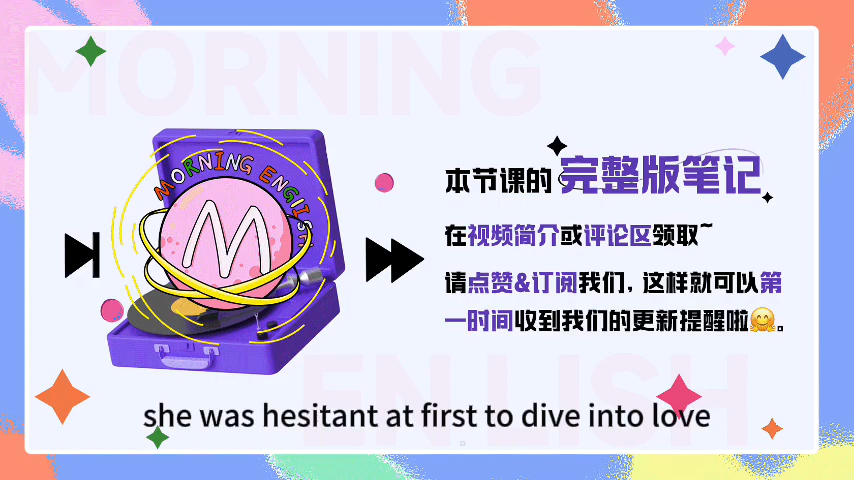 MORNING
MORNING ENGLISH
M
本节课的 完整版笔记
在视频简介或评论区领取~
请点赞&订阅我们，这样就可以第
一时间收到我们的更新提醒啦🤗。
EN LISH
she was hesitant at first to dive into love